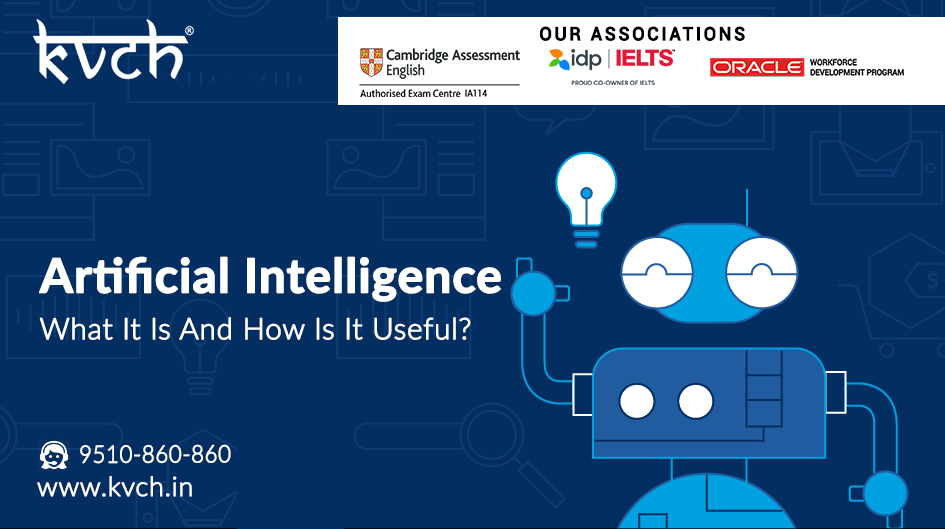 kvch®
OUR ASSOCIATIONS
Cambridge Assessment
English
Authorised Exam Centre IA114
idp | IELTS™
PROUD CO-OWNER OF IELTS
ORACLE
WORKFORCE
DEVELOPMENT PROGRAM
Artificial Intelligence
What It Is And How Is It Useful?
9510-860-860
www.kvch.in
$